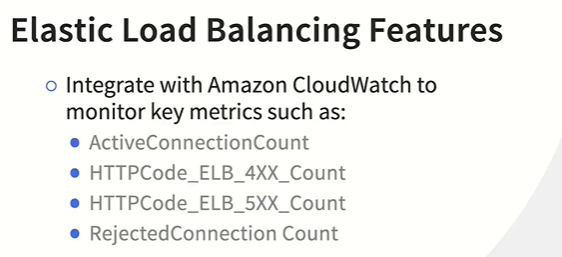 Elastic Load Balancing Features
Integrate with Amazon CloudWatch to
monitor key metrics such as:
ActiveConnectionCount
HTTPCode_ELB_4XX_Count
HTTPCode_ELB_5XX_Count
RejectedConnection Count